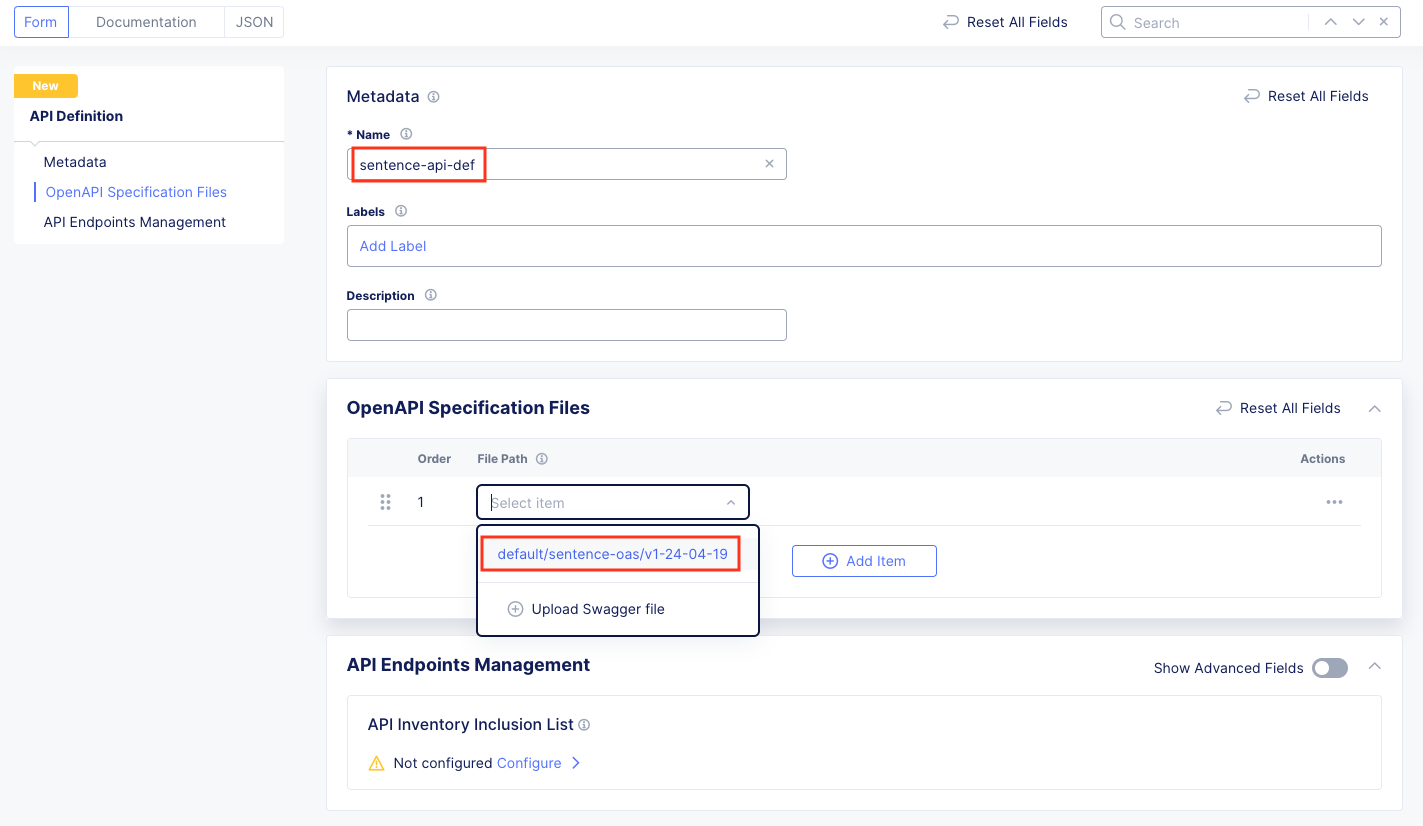 Form Documentation JSON Reset All Fields Search
New
API Definition
Metadata
OpenAPI Specification Files
API Endpoints Management
Metadata Reset All Fields
* Name
sentence-api-def
Labels
Add Label
Description
OpenAPI Specification Files Reset All Fields
Order File Path Actions
1 Select item
default/sentence-oas/v1-24-04-19
Add Item
Upload Swagger file
API Endpoints Management Show Advanced Fields
API Inventory Inclusion List
Not configured Configure